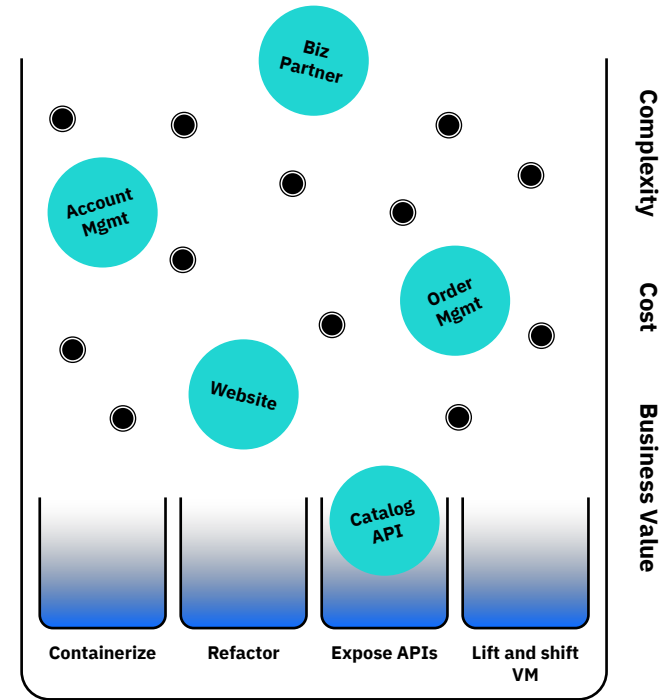 Biz
Partner
Account
Mgmt
Order
Mgmt
Website
Catalog
API
Containerize
Refactor
Expose APIs
Lift and shift
VM
Complexity
Cost
Business Value